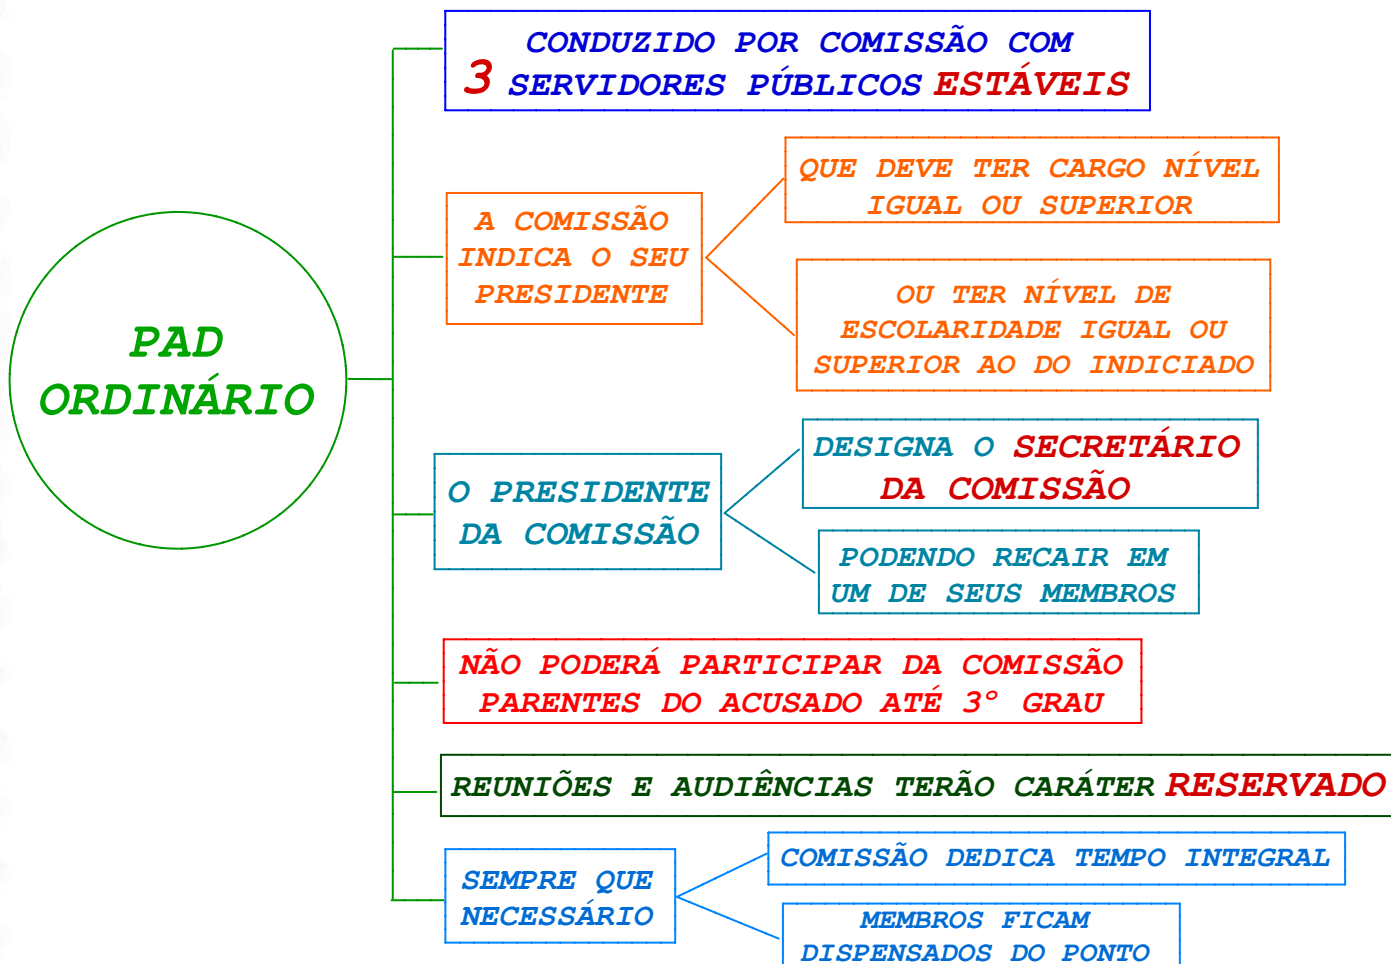 PAD
ORDINÁRIO
CONDUZIDO POR COMISSÃO COM
3 SERVIDORES PÚBLICOS ESTÁVEIS
A COMISSÃO
INDICA O SEU
PRESIDENTE
QUE DEVE TER CARGO NÍVEL
IGUAL OU SUPERIOR
OU TER NÍVEL DE
ESCOLARIDADE IGUAL OU
SUPERIOR AO DO INDICIADO
O PRESIDENTE
DA COMISSÃO
DESIGNA O SECRETÁRIO
DA COMISSÃO
PODENDO RECAIR EM
UM DE SEUS MEMBROS
NÃO PODERÁ PARTICIPAR DA COMISSÃO
PARENTES DO ACUSADO ATÉ 3º GRAU
REUNIÕES E AUDIÊNCIAS TERÃO CARÁTER RESERVADO
SEMPRE QUE
NECESSÁRIO
COMISSÃO DEDICA TEMPO INTEGRAL
MEMBROS FICAM
DISPENSADOS DO PONTO